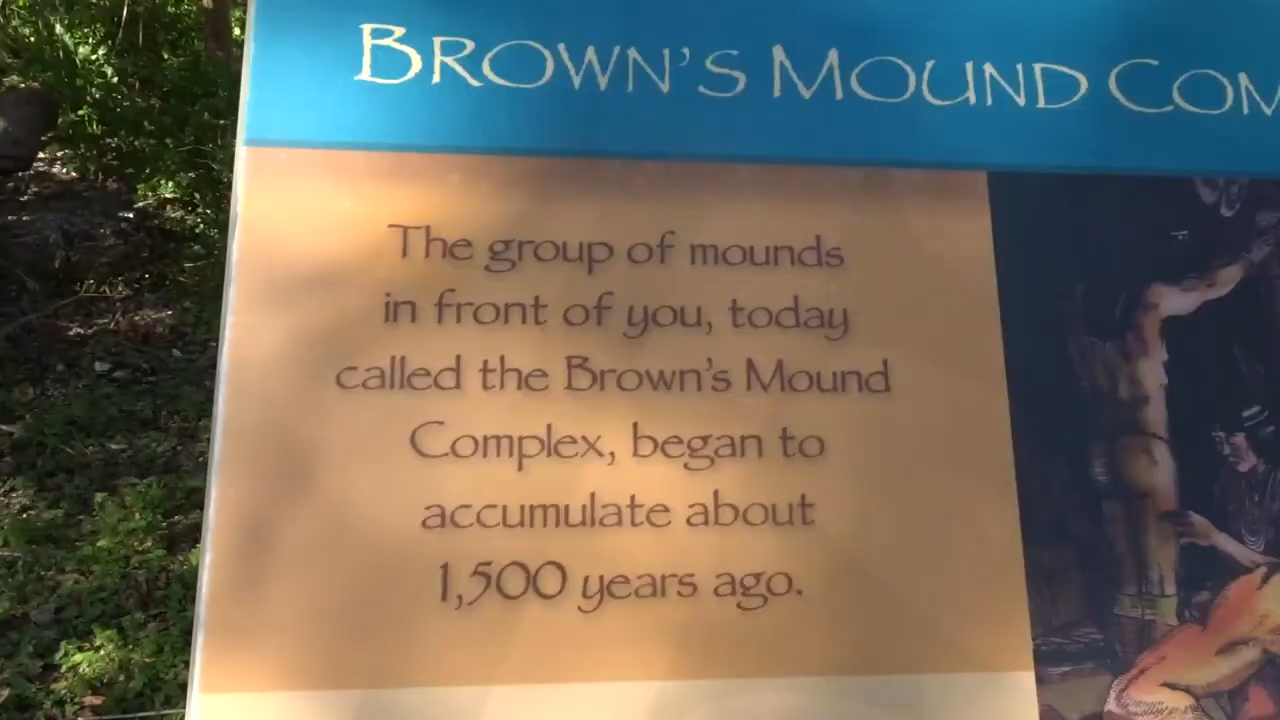 BROWN'S MOUND COM
The group of mounds
in front of you, today
called the Brown's Mound
Complex, began to
accumulate about
1,500 years ago.